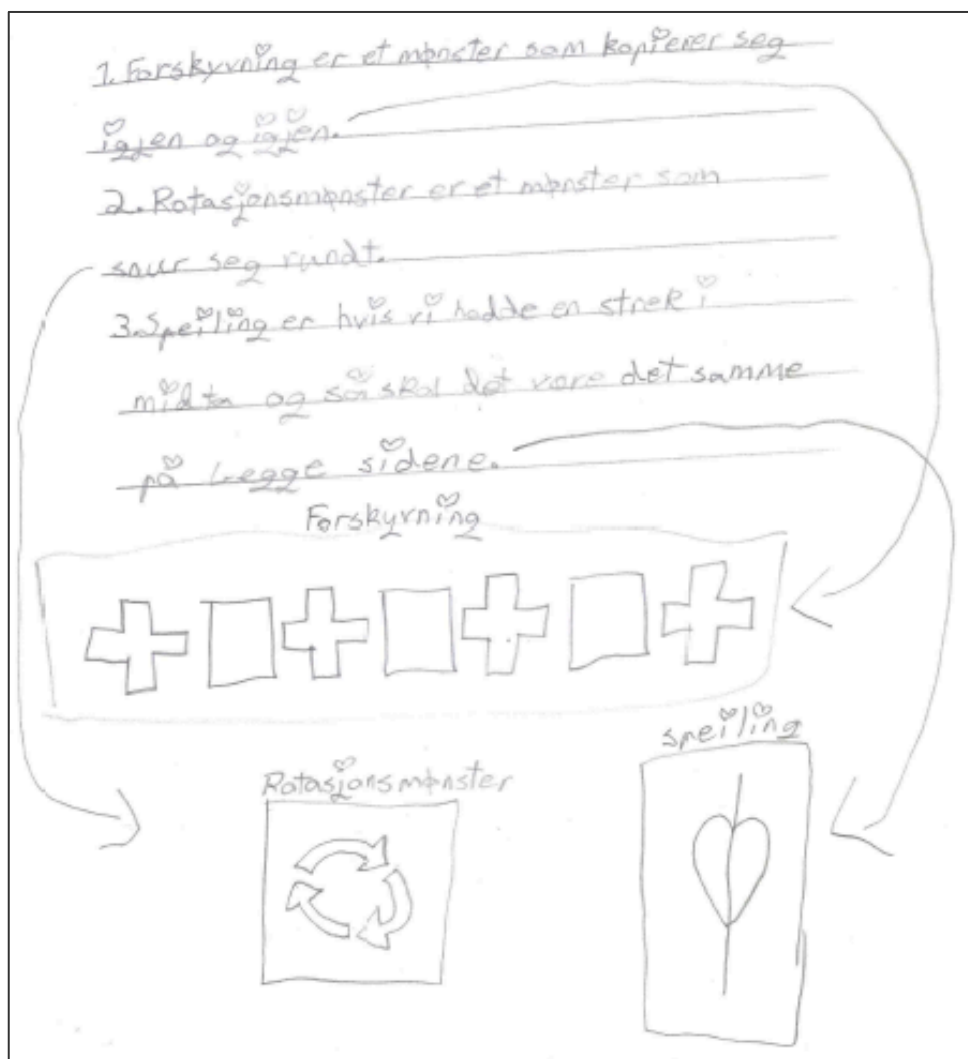 1. Forskyvning er et mønster som kopierer seg
igjen og igjen.
2. Rotasjonsmønster er et mønster som
snur seg rundt.
3. Speiling er hvis vi hadde en strek i
midta og så skal det være det samme
på begge sidene.
Forskyvning
Rotasjonsmønster
speiling